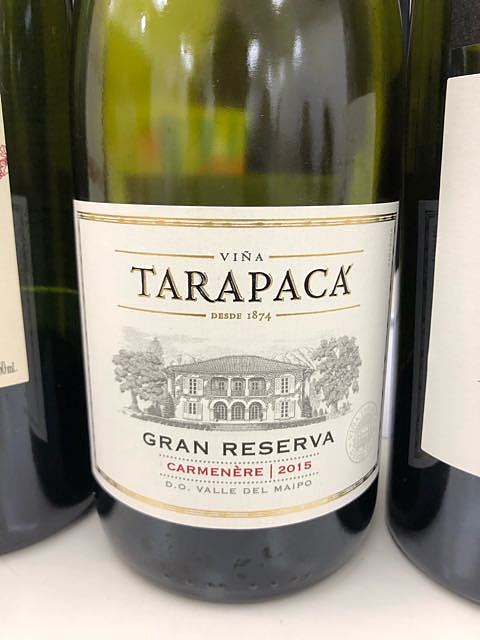 VIÑA
TARAPACÁ
DESDE 1874
GRAN RESERVA
CARMENÈRE | 2015
D.O. VALLE DEL MAIPO